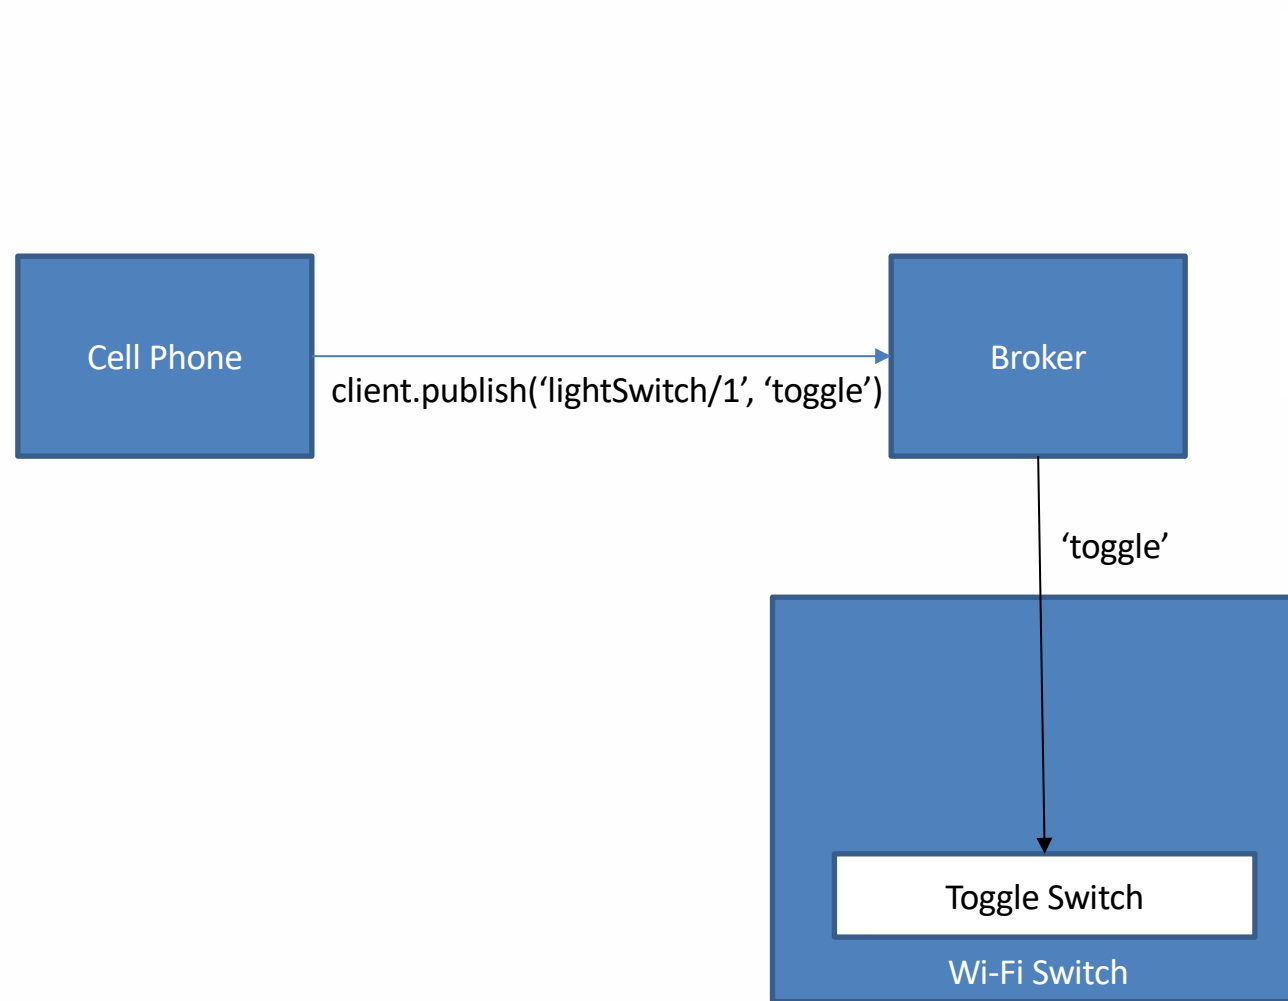 Cell Phone
Broker
client.publish(‘lightSwitch/1’, ‘toggle’)
‘toggle’
Toggle Switch
Wi-Fi Switch